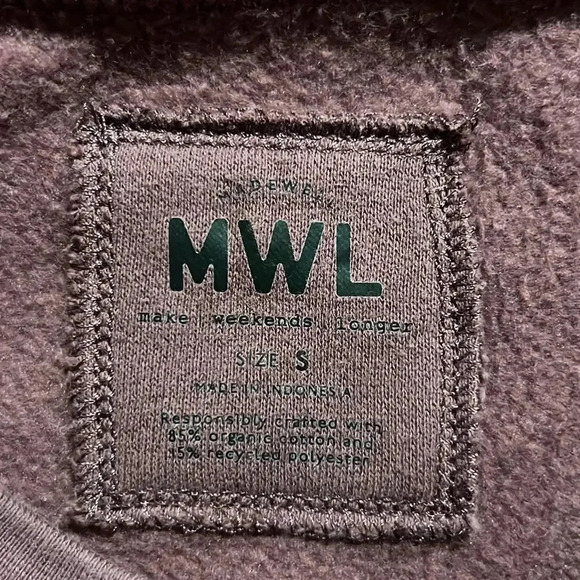 MADEWELL
MWL
make weekends longer
SIZE S
MADE IN INDONESIA
Responsibly crafted with
85% organic cotton and
15% recycled polyester